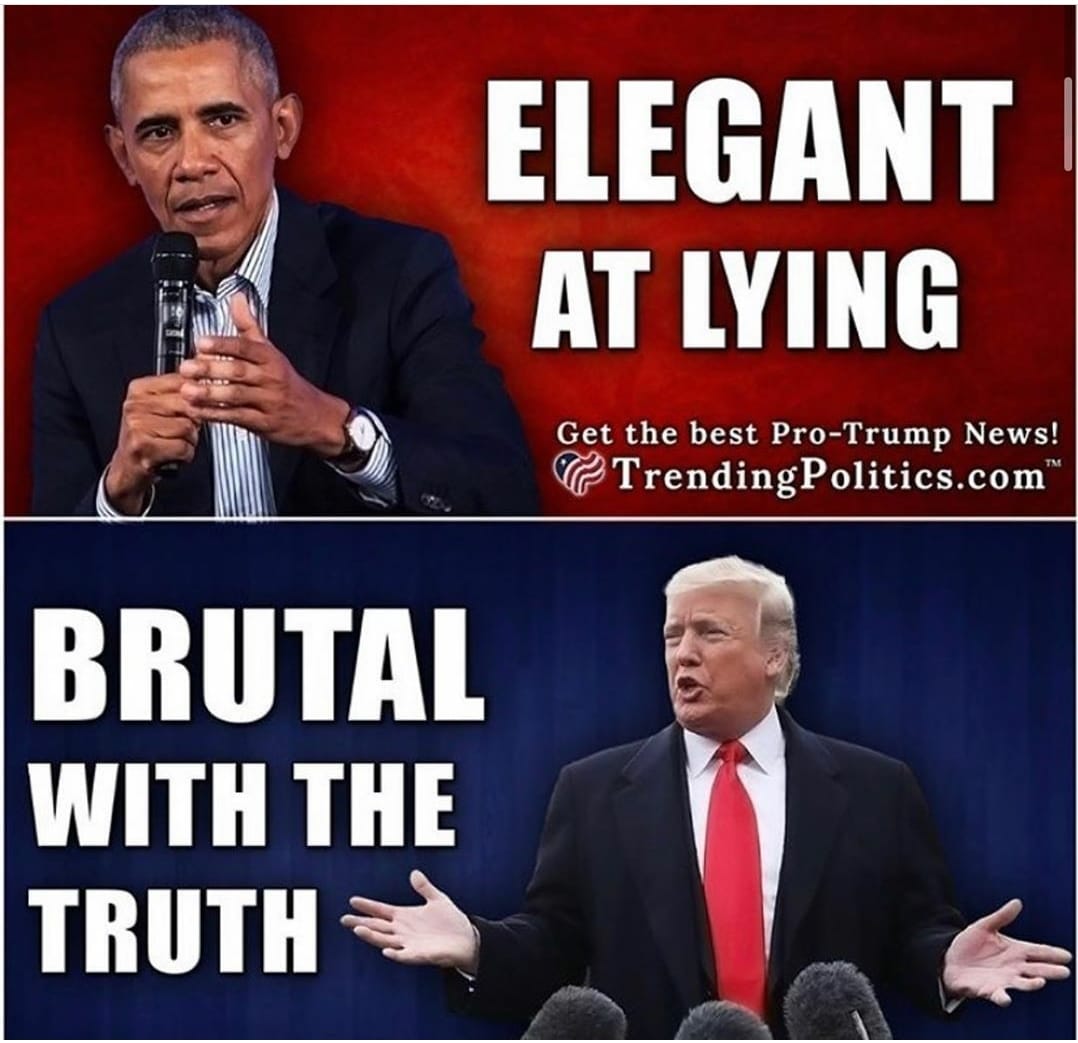 ELEGANT
AT LYING
Get the best Pro-Trump News!
TrendingPolitics.com™
BRUTAL
WITH THE
TRUTH